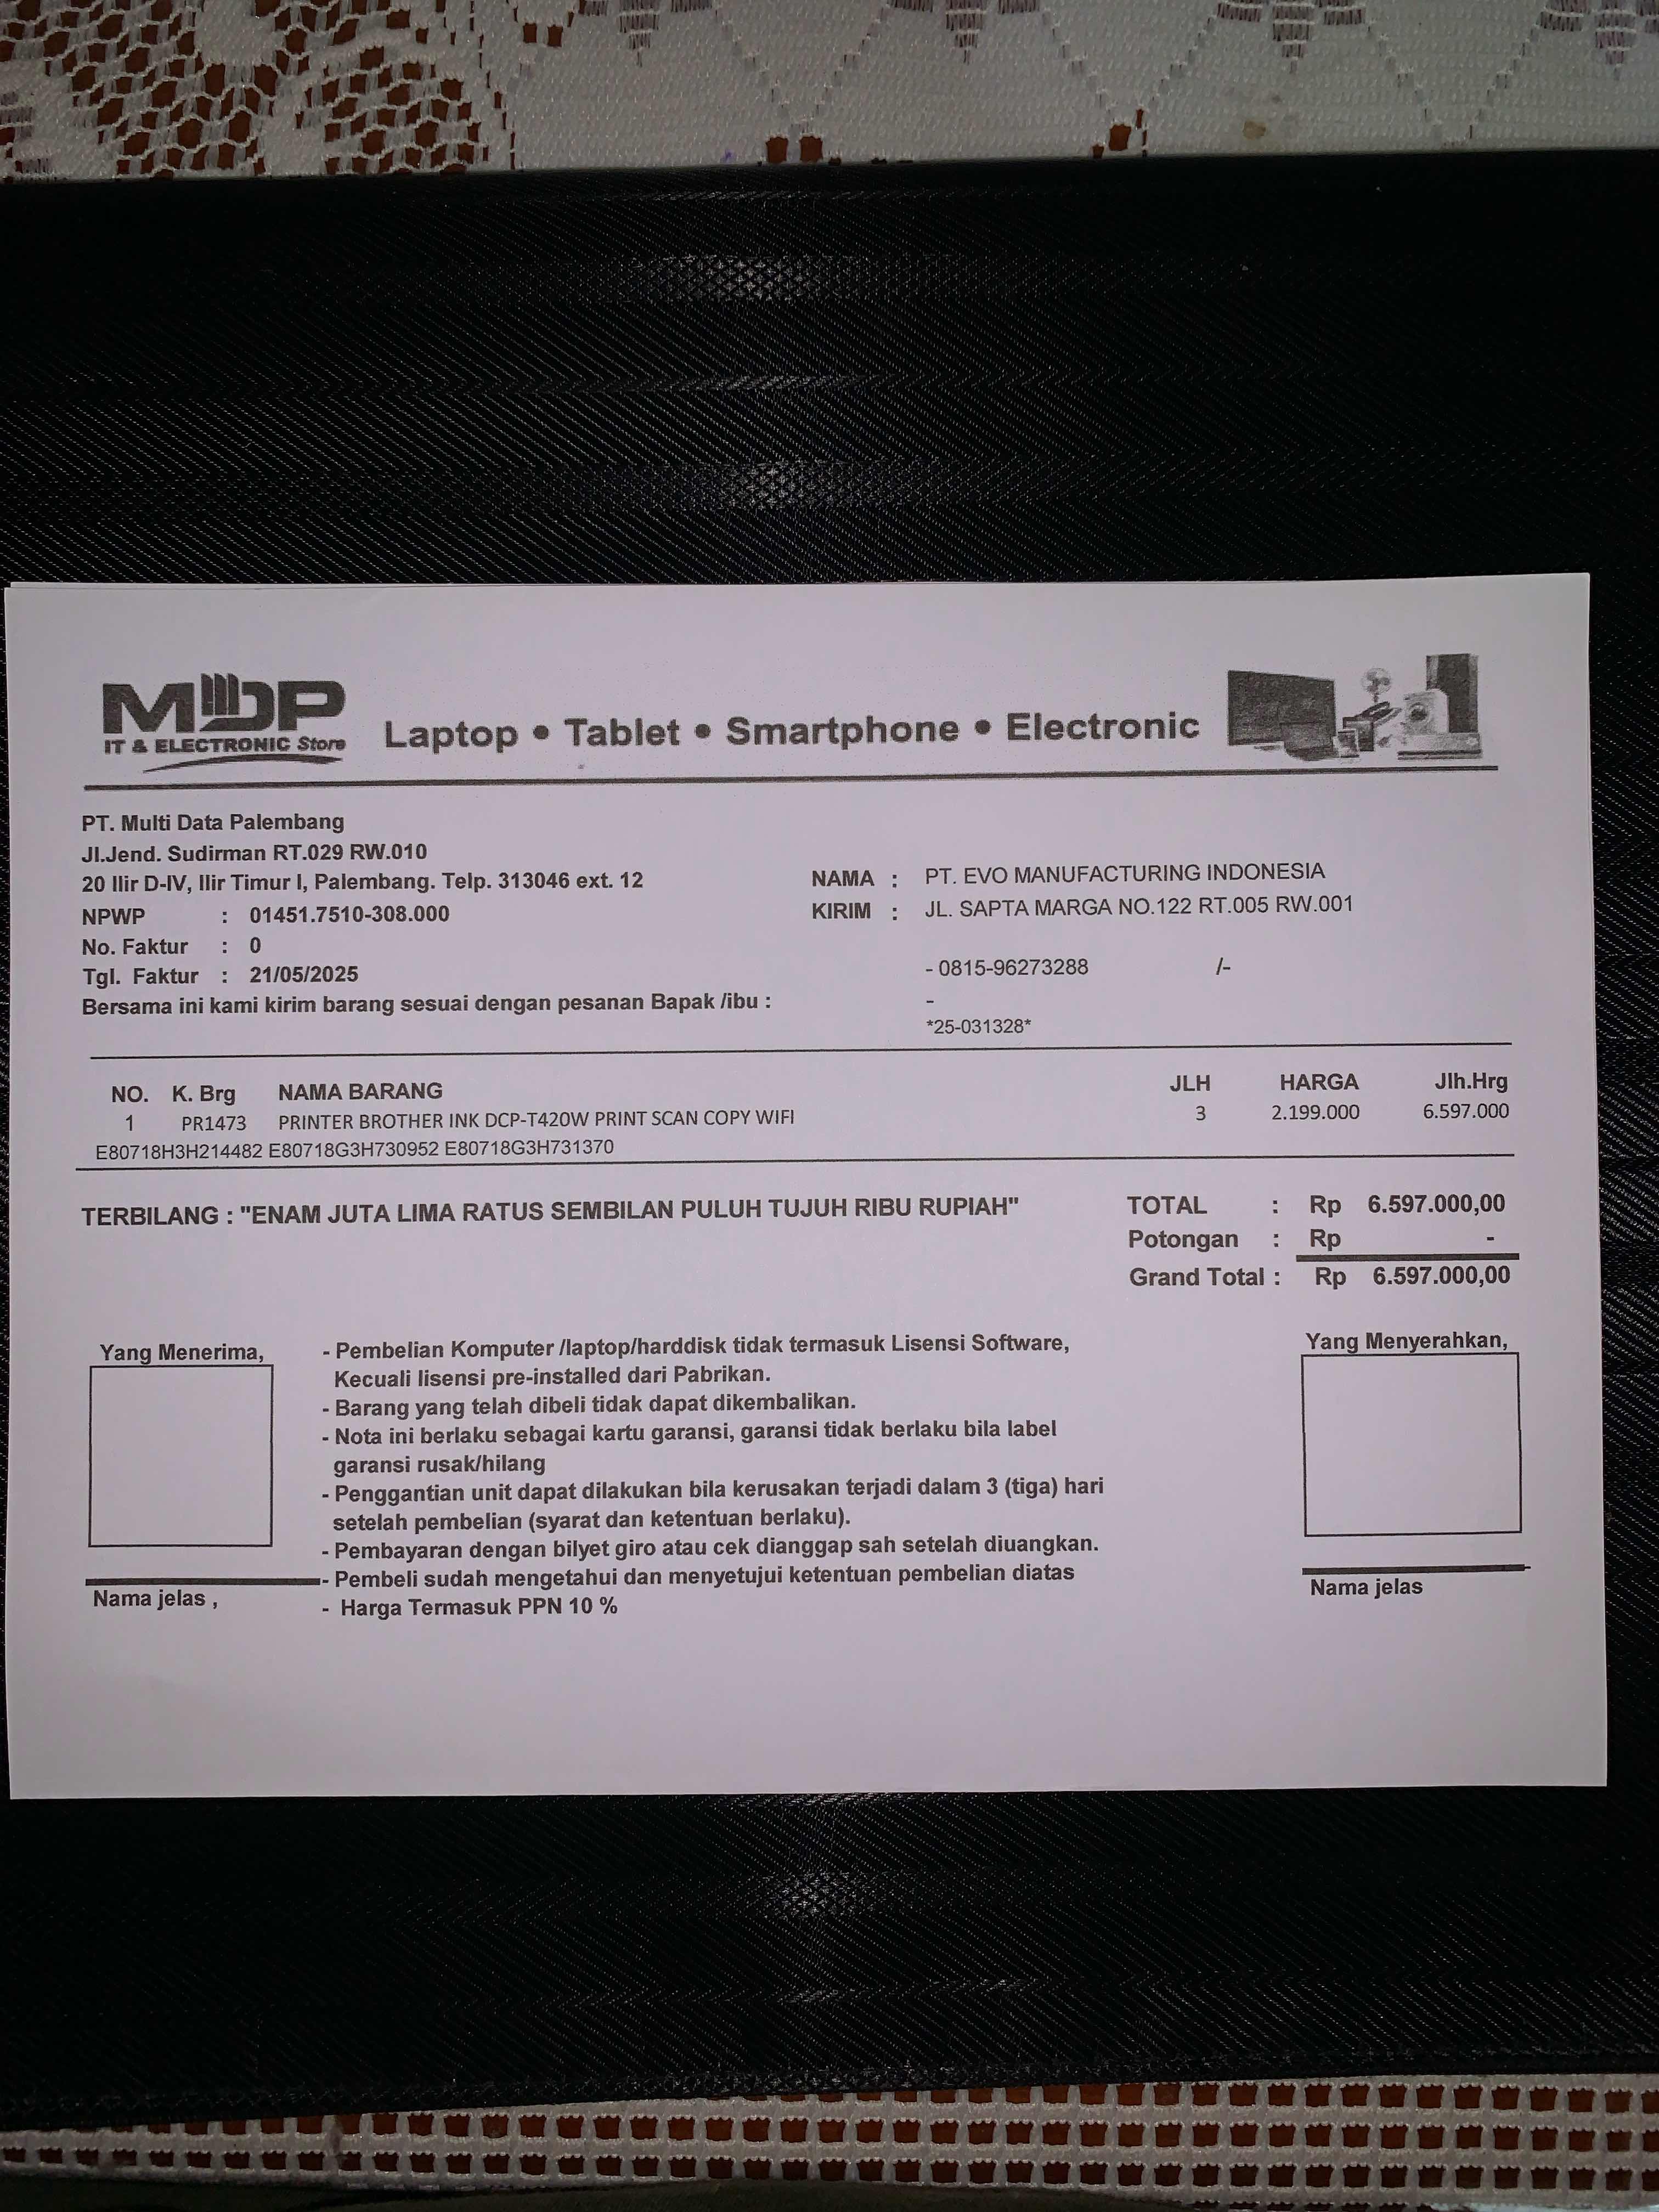 MDP
IT & ELECTRONIC Store
Laptop • Tablet • Smartphone • Electronic
PT. Multi Data Palembang
Jl.Jend. Sudirman RT.029 RW.010
20 Ilir D-IV, Ilir Timur I, Palembang. Telp. 313046 ext. 12
NPWP : 01451.7510-308.000
No. Faktur : 0
Tgl. Faktur : 21/05/2025
Bersama ini kami kirim barang sesuai dengan pesanan Bapak /ibu :
NAMA : PT. EVO MANUFACTURING INDONESIA
KIRIM : JL. SAPTA MARGA NO.122 RT.005 RW.001
- 0815-96273288 /-
-
*25-031328*
NO. K. Brg NAMA BARANG JLH HARGA Jlh.Hrg
1 PR1473 PRINTER BROTHER INK DCP-T420W PRINT SCAN COPY WIFI 3 2.199.000 6.597.000
E80718H3H214482 E80718G3H730952 E80718G3H731370
TERBILANG : "ENAM JUTA LIMA RATUS SEMBILAN PULUH TUJUH RIBU RUPIAH"
TOTAL : Rp 6.597.000,00
Potongan : Rp -
Grand Total : Rp 6.597.000,00
Yang Menerima,
- Pembelian Komputer /laptop/harddisk tidak termasuk Lisensi Software,
Kecuali lisensi pre-installed dari Pabrikan.
- Barang yang telah dibeli tidak dapat dikembalikan.
- Nota ini berlaku sebagai kartu garansi, garansi tidak berlaku bila label
garansi rusak/hilang
- Penggantian unit dapat dilakukan bila kerusakan terjadi dalam 3 (tiga) hari
setelah pembelian (syarat dan ketentuan berlaku).
- Pembayaran dengan bilyet giro atau cek dianggap sah setelah diuangkan.
- Pembeli sudah mengetahui dan menyetujui ketentuan pembelian diatas
- Harga Termasuk PPN 10 %
Nama jelas ,
Yang Menyerahkan,
Nama jelas